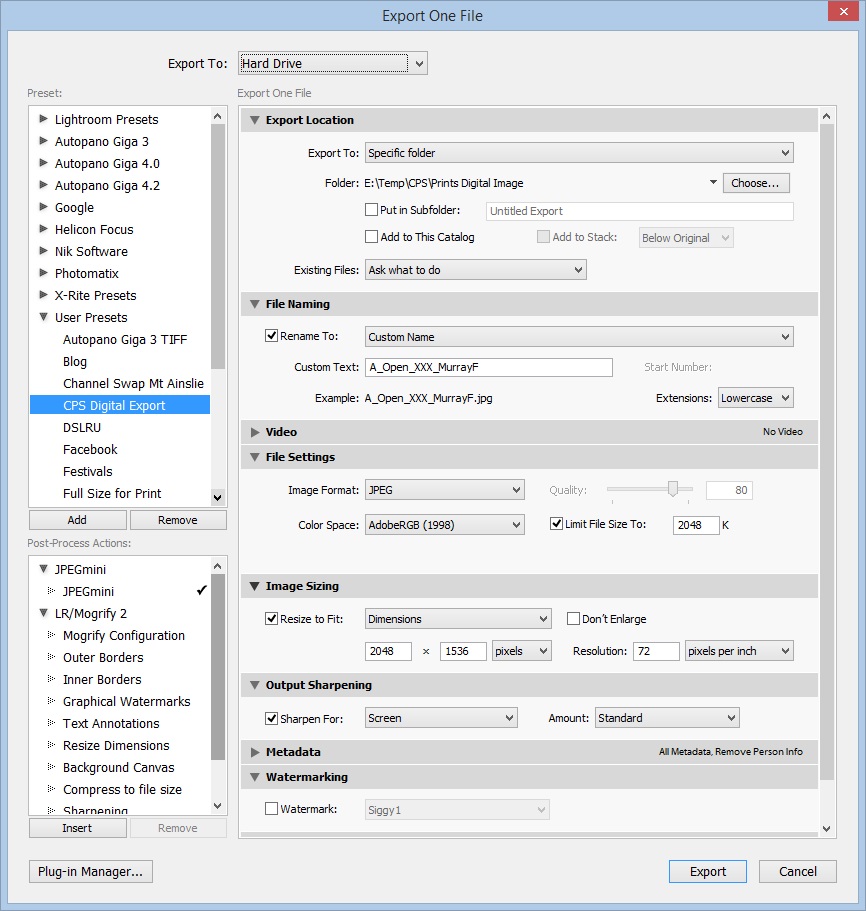 Export One File
Export To: Hard Drive
Preset:
Lightroom Presets
Autopano Giga 3
Autopano Giga 4.0
Autopano Giga 4.2
Google
Helicon Focus
Nik Software
Photomatix
X-Rite Presets
User Presets
Autopano Giga 3 TIFF
Blog
Channel Swap Mt Ainslie
CPS Digital Export
DSLRU
Facebook
Festivals
Full Size for Print
Add Remove
Post-Process Actions:
JPEGmini
JPEGmini
LR/Mogrify 2
Mogrify Configuration
Outer Borders
Inner Borders
Graphical Watermarks
Text Annotations
Resize Dimensions
Background Canvas
Compress to file size
Sharpening
Insert Remove
Plug-in Manager...
Export One File
Export Location
Export To: Specific folder
Folder: E:\Temp\CPS\Prints Digital Image Choose...
Put in Subfolder: Untitled Export
Add to This Catalog Add to Stack: Below Original
Existing Files: Ask what to do
File Naming
Rename To: Custom Name
Custom Text: A_Open_XXX_MurrayF Start Number:
Example: A_Open_XXX_MurrayF.jpg Extensions: Lowercase
Video No Video
File Settings
Image Format: JPEG Quality: 80
Color Space: AdobeRGB (1998) Limit File Size To: 2048 K
Image Sizing
Resize to Fit: Dimensions Don't Enlarge
2048 × 1536 pixels Resolution: 72 pixels per inch
Output Sharpening
Sharpen For: Screen Amount: Standard
Metadata All Metadata, Remove Person Info
Watermarking
Watermark: Siggy1
Export Cancel